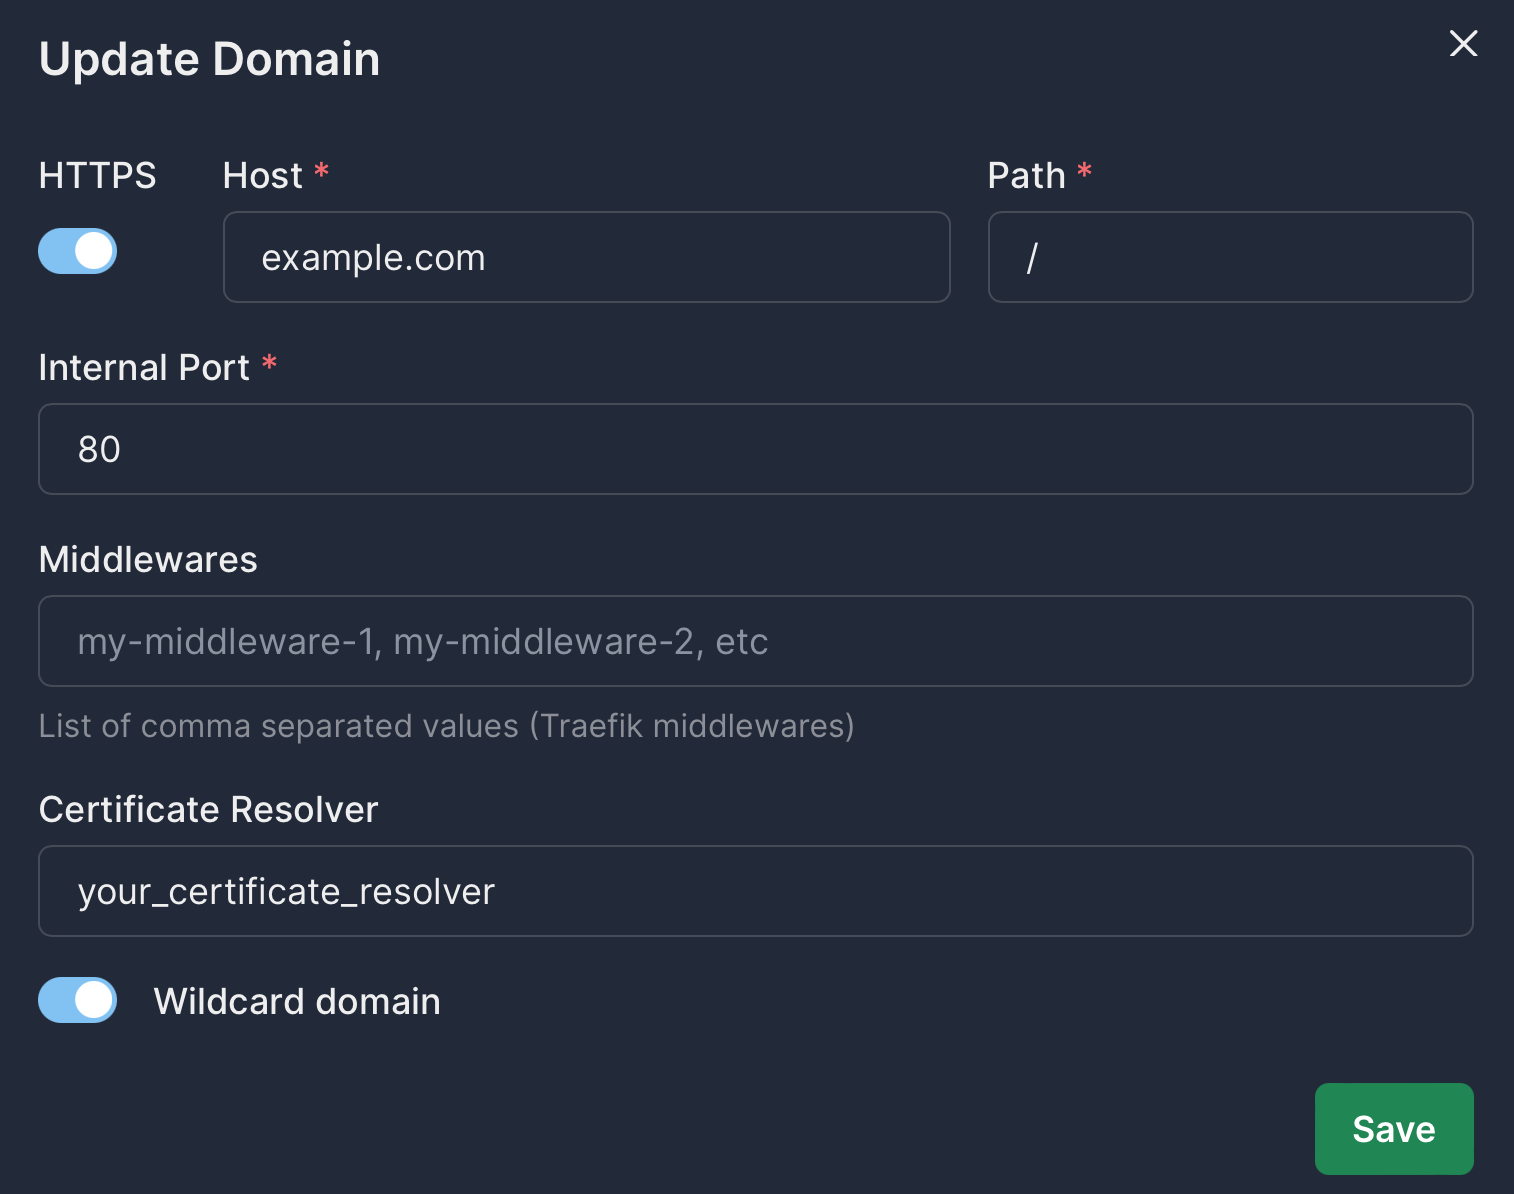 Update Domain
HTTPS
Host *
Path *
example.com
/
Internal Port *
80
Middlewares
my-middleware-1, my-middleware-2, etc
List of comma separated values (Traefik middlewares)
Certificate Resolver
your_certificate_resolver
Wildcard domain
Save